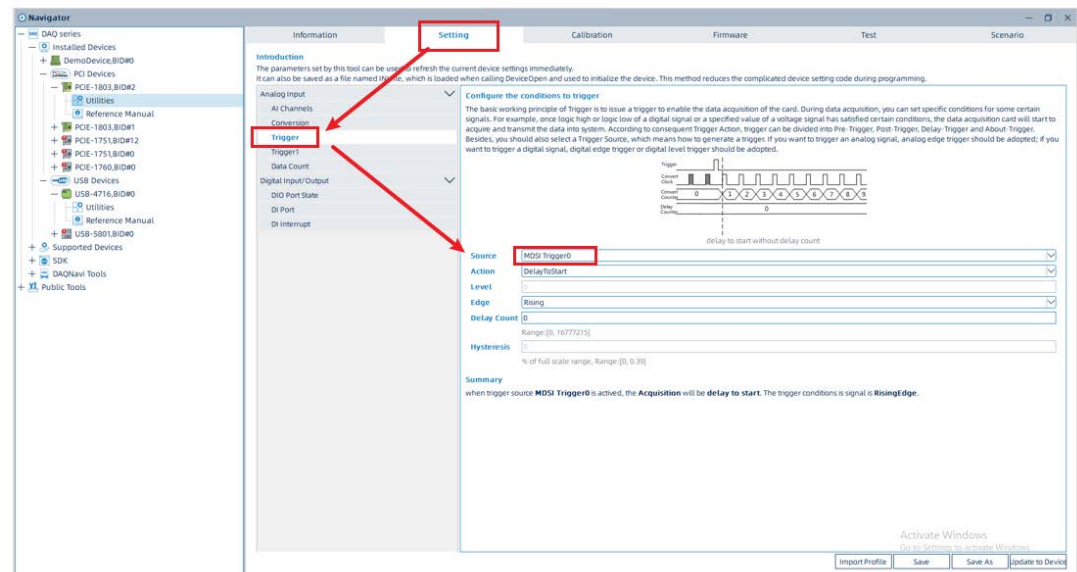 Navigator
DAQ series
Installed Devices
DemoDevice,BID#0
PCI Devices
PCIE-1803,BID#2
Utilities
Reference Manual
PCIE-1803,BID#1
PCIE-1751,BID#12
PCIE-1751,BID#0
PCIE-1760,BID#0
USB Devices
USB-4716,BID#0
Utilities
Reference Manual
USB-5801,BID#0
Supported Devices
SDK
DAQNavi Tools
Public Tools
Information
Setting
Calibration
Firmware
Test
Scenario
Introduction
The parameters set by this tool can be used to refresh the current device settings immediately.
It can also be saved as a file named which is loaded when calling DeviceOpen and used to initialize the device. This method reduces the complicated device setting code during programming.
Analog Input
AI Channels
Conversion
Trigger
Trigger1
Data Count
Digital Input/Output
DIO Port State
DI Port
DI Interrupt
Configure the conditions to trigger
The basic working principle of Trigger is to issue a trigger to enable the data acquisition of the card. During data acquisition, you can set specific conditions for some certain
signals. For example, once logic high or logic low of a digital signal or a specified value of a voltage signal has satisfied certain conditions, the data acquisition card will start to
acquire and transmit the data into system. According to consequent Trigger Action, trigger can be divided into Pre-Trigger, Post-Trigger, Delay-Trigger and About-Trigger.
Besides, you should also select a Trigger Source, which means how to generate a trigger. If you want to trigger an analog signal, analog edge trigger should be adopted; if you
want to trigger a digital signal, digital edge trigger or digital level trigger should be adopted.
Trigger
Convert
Clock
Convert
Counter
0 1 2 3 4 5 6 7 8 9
Delay
Counter
0
delay to start without delay count
Source MDSI Trigger0
Action DelayToStart
Level 0
Edge Rising
Delay Count 0
Range:[0, 16777215]
Hysteresis 0
% of full scale range, Range:[0, 0.39]
Summary
when trigger source MDSI Trigger0 is actived, the Acquisition will be delay to start. The trigger conditions is signal is RisingEdge.
Activate Windows
Go to Settings to activate Windows.
Import Profile
Save
Save As
Update to Device